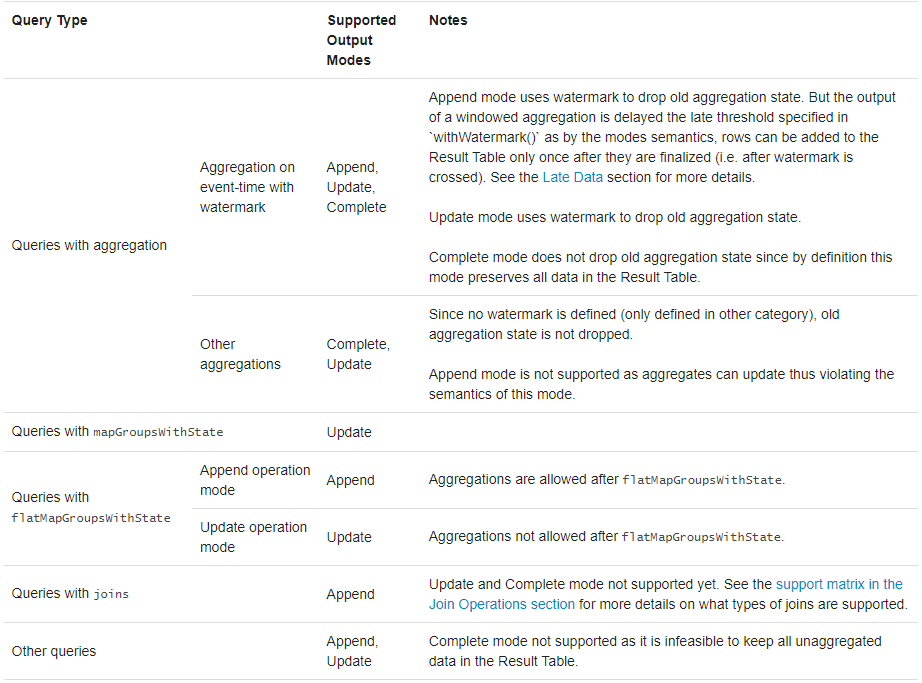 Query Type
Supported
Output
Modes
Notes
Queries with aggregation
Aggregation on
event-time with
watermark
Append,
Update,
Complete
Append mode uses watermark to drop old aggregation state. But the output
of a windowed aggregation is delayed the late threshold specified in
`withWatermark()` as by the modes semantics, rows can be added to the
Result Table only once after they are finalized (i.e. after watermark is
crossed). See the Late Data section for more details.
Update mode uses watermark to drop old aggregation state.
Complete mode does not drop old aggregation state since by definition this
mode preserves all data in the Result Table.
Other
aggregations
Complete,
Update
Since no watermark is defined (only defined in other category), old
aggregation state is not dropped.
Append mode is not supported as aggregates can update thus violating the
semantics of this mode.
Queries with mapGroupsWithState
Update
Queries with
flatMapGroupsWithState
Append operation
mode
Append
Aggregations are allowed after flatMapGroupsWithState.
Update operation
mode
Update
Aggregations not allowed after flatMapGroupsWithState.
Queries with joins
Append
Update and Complete mode not supported yet. See the support matrix in the
Join Operations section for more details on what types of joins are supported.
Other queries
Append,
Update
Complete mode not supported as it is infeasible to keep all unaggregated
data in the Result Table.